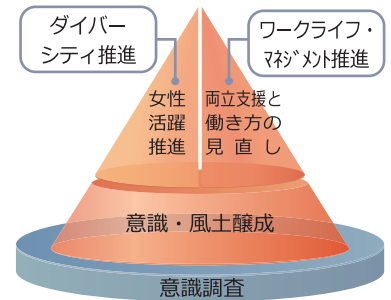 ダイバー
シティ推進
ワークライフ・
ﾏﾈｼﾞﾒﾝﾄ推進
女性
活躍
推進
両立支援と
働き方の
見直し
意識・風土醸成
意識調査